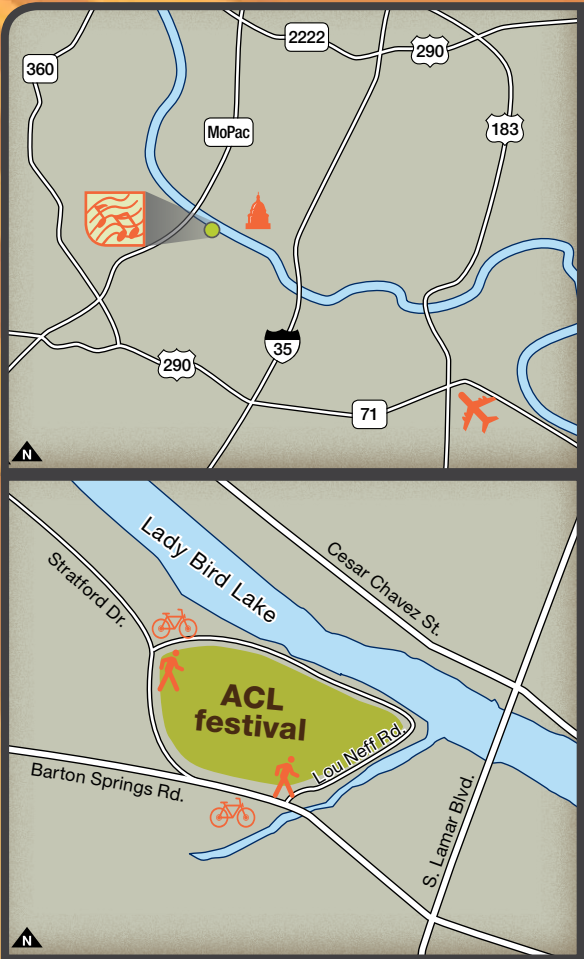 2222
360
290
MoPac
183
35
290
71
N
Lady Bird Lake
Cesar Chavez St.
Stratford Dr.
ACL
festival
Lou Neff Rd.
Barton Springs Rd.
S. Lamar Blvd.
N